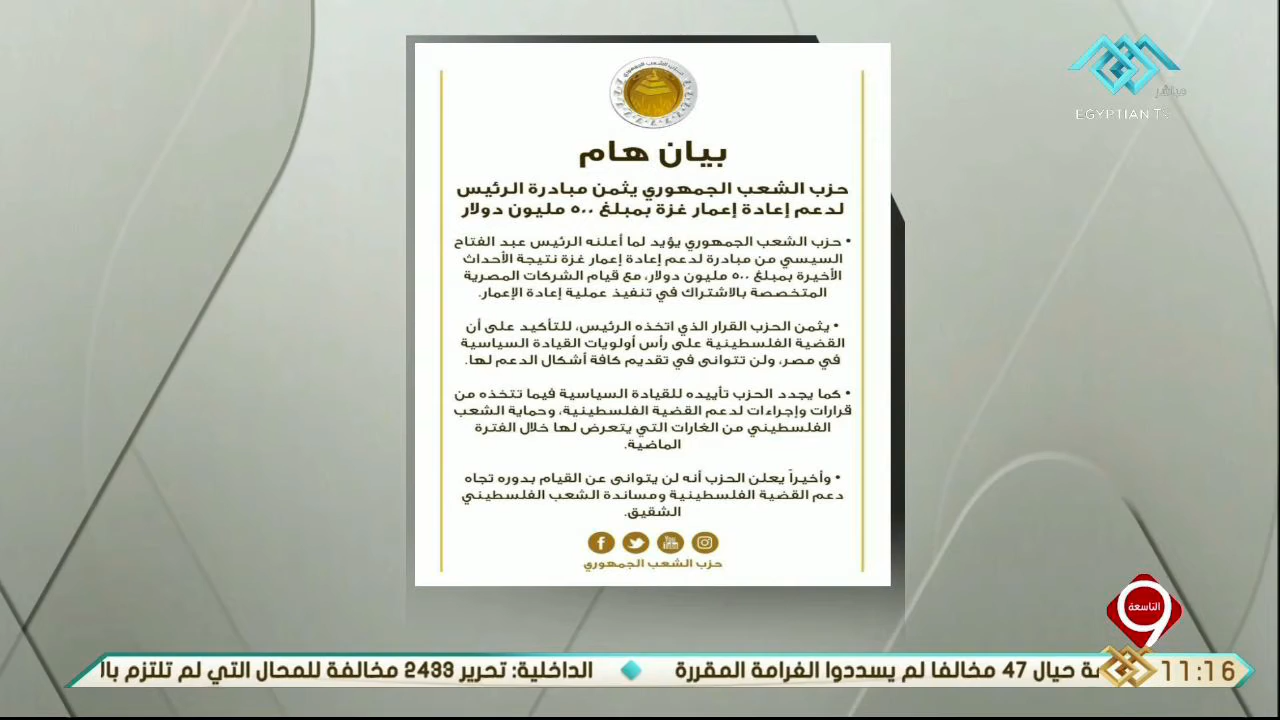 حزب الشعب الجمهوري
بيان هام
حزب الشعب الجمهوري يثمن مبادرة الرئيس
لدعم إعادة إعمار غزة بمبلغ ٥٠٠ مليون دولار
• حزب الشعب الجمهوري يؤيد لما أعلنه الرئيس عبد الفتاح
السيسي من مبادرة لدعم إعادة إعمار غزة نتيجة الأحداث
الأخيرة بمبلغ ٥٠٠ مليون دولار، مع قيام الشركات المصرية
المتخصصة بالاشتراك في تنفيذ عملية إعادة الإعمار.
• يثمن الحزب القرار الذي اتخذه الرئيس، للتأكيد على أن
القضية الفلسطينية على رأس أولويات القيادة السياسية
في مصر، ولن تتوانى في تقديم كافة أشكال الدعم لها.
• كما يجدد الحزب تأييده للقيادة السياسية فيما تتخذه من
قرارات وإجراءات لدعم القضية الفلسطينية، وحماية الشعب
الفلسطيني من الغارات التي يتعرض لها خلال الفترة
الماضية.
• وأخيراً يعلن الحزب أنه لن يتوانى عن القيام بدوره تجاه
دعم القضية الفلسطينية ومساندة الشعب الفلسطيني
الشقيق.
You
حزب الشعب الجمهوري
مباشر
EGYPTIAN
التاسعة
9
حيال 47 مخالفا لم يسددوا الغرامة المقررة
الداخلية: تحرير 2433 مخالفة للمحال التي لم تلتزم
11:16